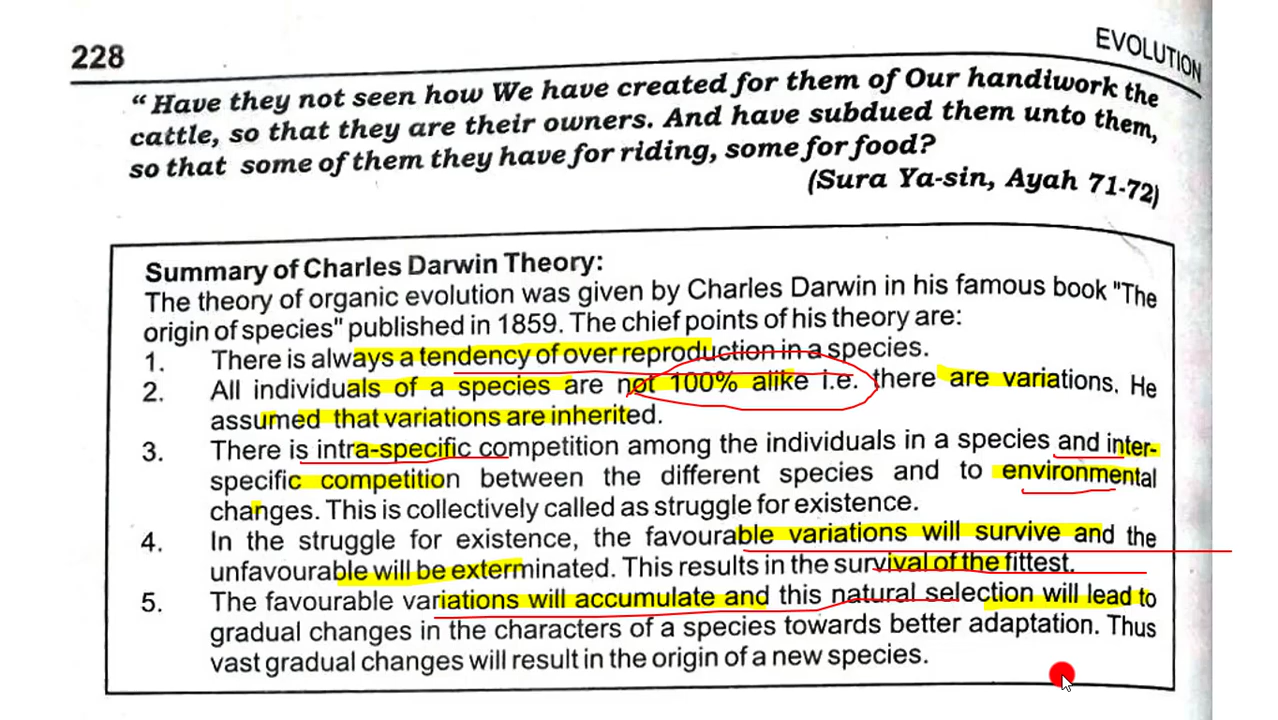 228
EVOLUTION
“ Have they not seen how We have created for them of Our handiwork the
cattle, so that they are their owners. And have subdued them unto them,
so that some of them they have for riding, some for food?
(Sura Ya-sin, Ayah 71-72)
Summary of Charles Darwin Theory:
The theory of organic evolution was given by Charles Darwin in his famous book "The
origin of species" published in 1859. The chief points of his theory are:
1. There is always a tendency of over reproduction in a species.
2. All individuals of a species are not 100% alike i.e. there are variations. He
assumed that variations are inherited.
3. There is intra-specific competition among the individuals in a species and inter-
specific competition between the different species and to environmental
changes. This is collectively called as struggle for existence.
4. In the struggle for existence, the favourable variations will survive and the
unfavourable will be exterminated. This results in the survival of the fittest.
5. The favourable variations will accumulate and this natural selection will lead to
gradual changes in the characters of a species towards better adaptation. Thus
vast gradual changes will result in the origin of a new species.